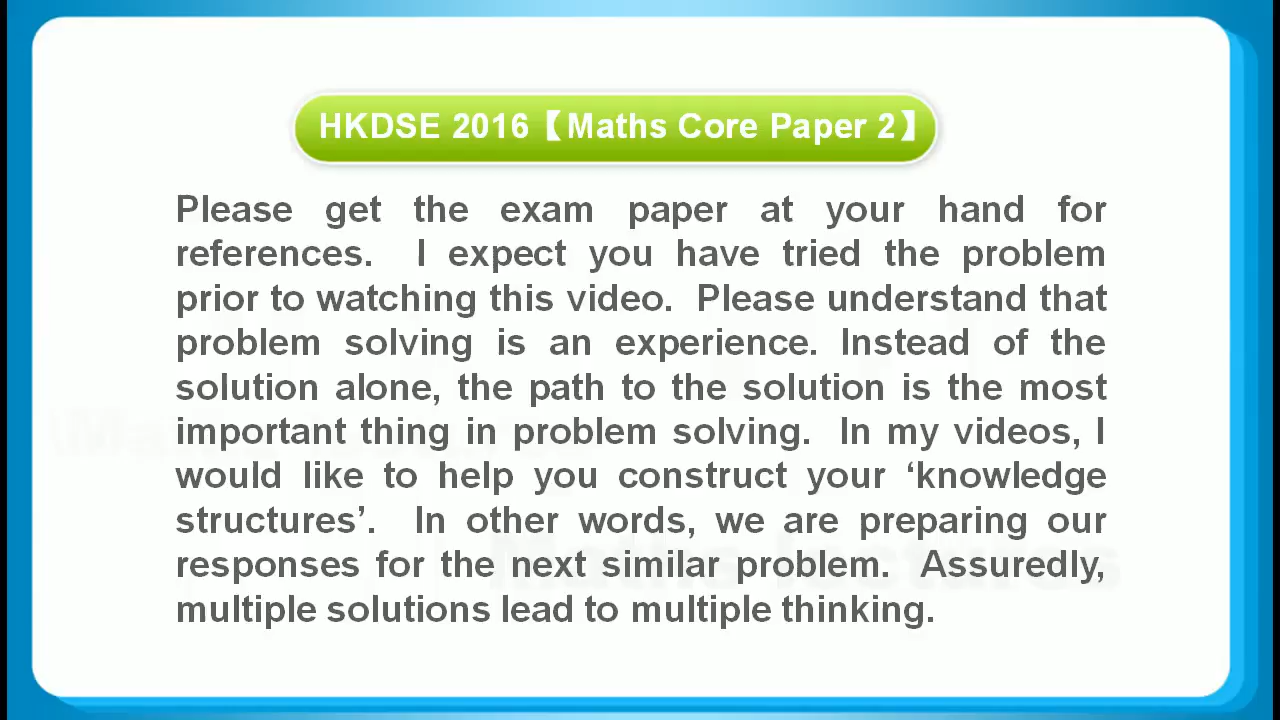 HKDSE 2016【Maths Core Paper 2】
Please get the exam paper at your hand for
references. I expect you have tried the problem
prior to watching this video. Please understand that
problem solving is an experience. Instead of the
solution alone, the path to the solution is the most
important thing in problem solving. In my videos, I
would like to help you construct your ‘knowledge
structures’. In other words, we are preparing our
responses for the next similar problem. Assuredly,
multiple solutions lead to multiple thinking.